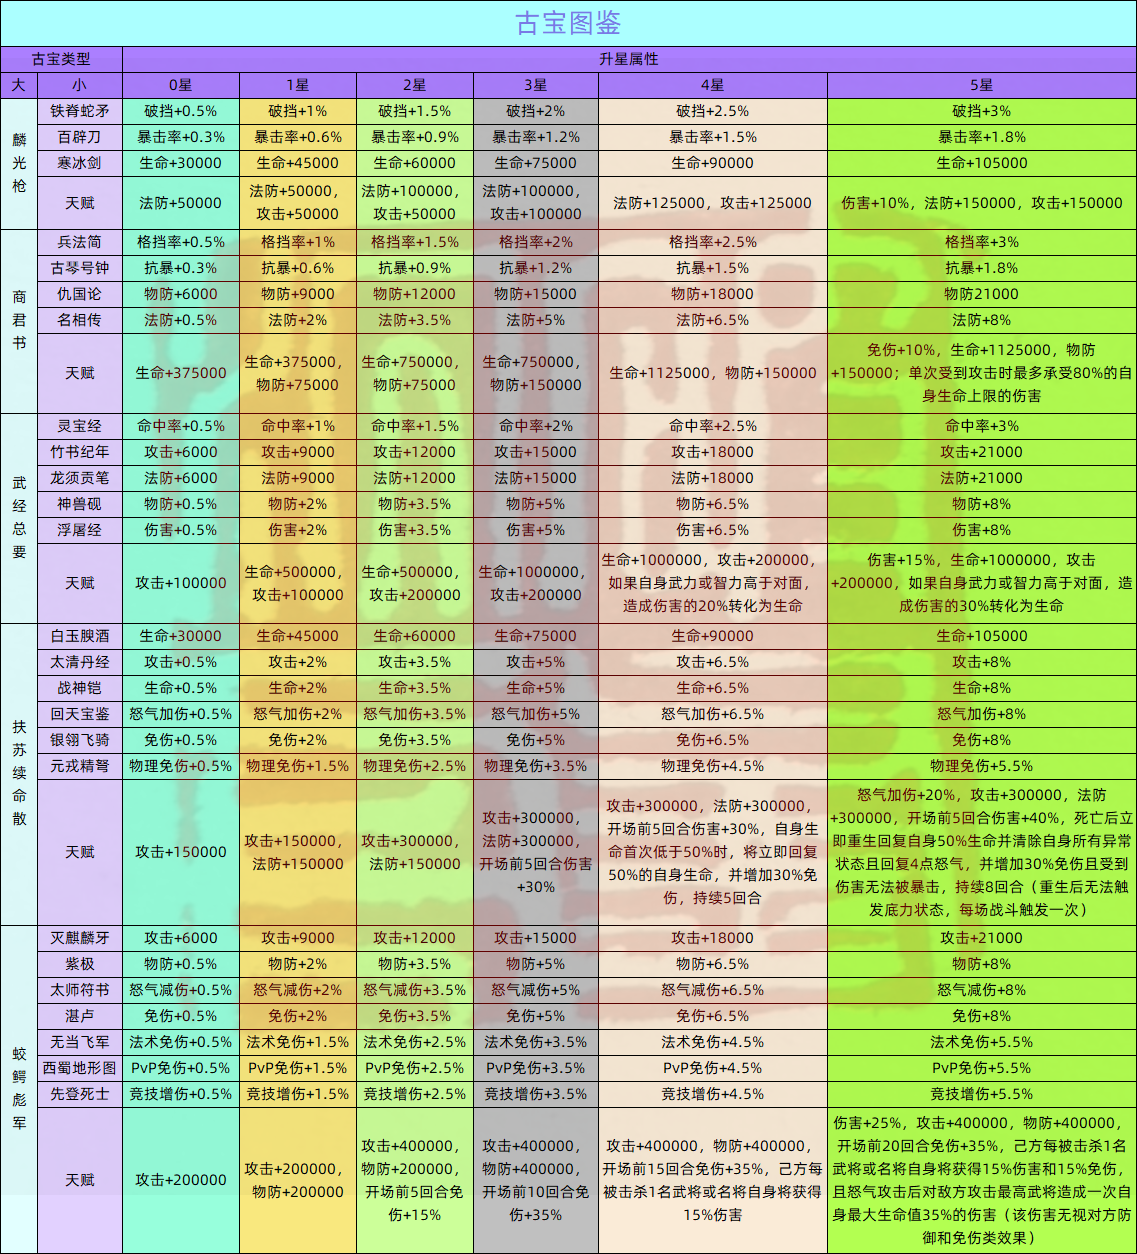 古宝图鉴
古宝类型 升星属性
大 小 0星 1星 2星 3星 4星 5星
麟光枪
铁脊蛇矛 破挡+0.5% 破挡+1% 破挡+1.5% 破挡+2% 破挡+2.5% 破挡+3%
百辟刀 暴击率+0.3% 暴击率+0.6% 暴击率+0.9% 暴击率+1.2% 暴击率+1.5% 暴击率+1.8%
寒冰剑 生命+30000 生命+45000 生命+60000 生命+75000 生命+90000 生命+105000
天赋 法防+50000 法防+50000，攻击+50000 法防+100000，攻击+50000 法防+100000，攻击+100000 法防+125000，攻击+125000 伤害+10%，法防+150000，攻击+150000
商君书
兵法简 格挡率+0.5% 格挡率+1% 格挡率+1.5% 格挡率+2% 格挡率+2.5% 格挡率+3%
古琴号钟 抗暴+0.3% 抗暴+0.6% 抗暴+0.9% 抗暴+1.2% 抗暴+1.5% 抗暴+1.8%
仇国论 物防+6000 物防+9000 物防+12000 物防+15000 物防+18000 物防21000
名相传 法防+0.5% 法防+2% 法防+3.5% 法防+5% 法防+6.5% 法防+8%
天赋 生命+375000 生命+375000，物防+75000 生命+750000，物防+75000 生命+750000，物防+150000 生命+1125000，物防+150000 免伤+10%，生命+1125000，物防+150000；单次受到攻击时最多承受80%的自身生命上限的伤害
武经总要
灵宝经 命中率+0.5% 命中率+1% 命中率+1.5% 命中率+2% 命中率+2.5% 命中率+3%
竹书纪年 攻击+6000 攻击+9000 攻击+12000 攻击+15000 攻击+18000 攻击+21000
龙须贡笔 法防+6000 法防+9000 法防+12000 法防+15000 法防+18000 法防+21000
神兽砚 物防+0.5% 物防+2% 物防+3.5% 物防+5% 物防+6.5% 物防+8%
浮屠经 伤害+0.5% 伤害+2% 伤害+3.5% 伤害+5% 伤害+6.5% 伤害+8%
天赋 攻击+100000 生命+500000，攻击+100000 生命+500000，攻击+200000 生命+1000000，攻击+200000 生命+1000000，攻击+200000，如果自身武力或智力高于对面，造成伤害的20%转化为生命 伤害+15%，生命+1000000，攻击+200000，如果自身武力或智力高于对面，造成伤害的30%转化为生命
扶苏续命散
白玉腴酒 生命+30000 生命+45000 生命+60000 生命+75000 生命+90000 生命+105000
太清丹经 攻击+0.5% 攻击+2% 攻击+3.5% 攻击+5% 攻击+6.5% 攻击+8%
战神铠 生命+0.5% 生命+2% 生命+3.5% 生命+5% 生命+6.5% 生命+8%
回天宝鉴 怒气加伤+0.5% 怒气加伤+2% 怒气加伤+3.5% 怒气加伤+5% 怒气加伤+6.5% 怒气加伤+8%
银翎飞骑 免伤+0.5% 免伤+2% 免伤+3.5% 免伤+5% 免伤+6.5% 免伤+8%
元戎精弩 物理免伤+0.5% 物理免伤+1.5% 物理免伤+2.5% 物理免伤+3.5% 物理免伤+4.5% 物理免伤+5.5%
天赋 攻击+150000 攻击+150000，法防+150000 攻击+300000，法防+150000 攻击+300000，法防+300000，开场前5回合伤害+30% 攻击+300000，法防+300000，开场前5回合伤害+30%，自身生命首次低于50%时，将立即回复50%的自身生命，并增加30%免伤，持续5回合 怒气加伤+20%，攻击+300000，法防+300000，开场前5回合伤害+40%，死亡后立即重生回复自身50%生命并清除自身所有异常状态且回复4点怒气，并增加30%免伤且受到伤害无法被暴击，持续8回合（重生后无法触发底力状态，每场战斗触发一次）
蛟鳄彪军
灭麒麟牙 攻击+6000 攻击+9000 攻击+12000 攻击+15000 攻击+18000 攻击+21000
紫极 物防+0.5% 物防+2% 物防+3.5% 物防+5% 物防+6.5% 物防+8%
太师符书 怒气减伤+0.5% 怒气减伤+2% 怒气减伤+3.5% 怒气减伤+5% 怒气减伤+6.5% 怒气减伤+8%
湛卢 免伤+0.5% 免伤+2% 免伤+3.5% 免伤+5% 免伤+6.5% 免伤+8%
无当飞军 法术免伤+0.5% 法术免伤+1.5% 法术免伤+2.5% 法术免伤+3.5% 法术免伤+4.5% 法术免伤+5.5%
西蜀地形图 PvP免伤+0.5% PvP免伤+1.5% PvP免伤+2.5% PvP免伤+3.5% PvP免伤+4.5% PvP免伤+5.5%
先登死士 竞技增伤+0.5% 竞技增伤+1.5% 竞技增伤+2.5% 竞技增伤+3.5% 竞技增伤+4.5% 竞技增伤+5.5%
天赋 攻击+200000 攻击+200000，物防+200000 攻击+400000，物防+200000，开场前5回合免伤+15% 攻击+400000，物防+400000，开场前10回合免伤+35% 攻击+400000，物防+400000，开场前15回合免伤+35%，己方每被击杀1名武将或名将自身将获得15%伤害 伤害+25%，攻击+400000，物防+400000，开场前20回合免伤+35%，己方每被击杀1名武将或名将自身将获得15%伤害和15%免伤，且怒气攻击后对敌方攻击最高武将造成一次自身最大生命值35%的伤害（该伤害无视对方防御和免伤类效果）